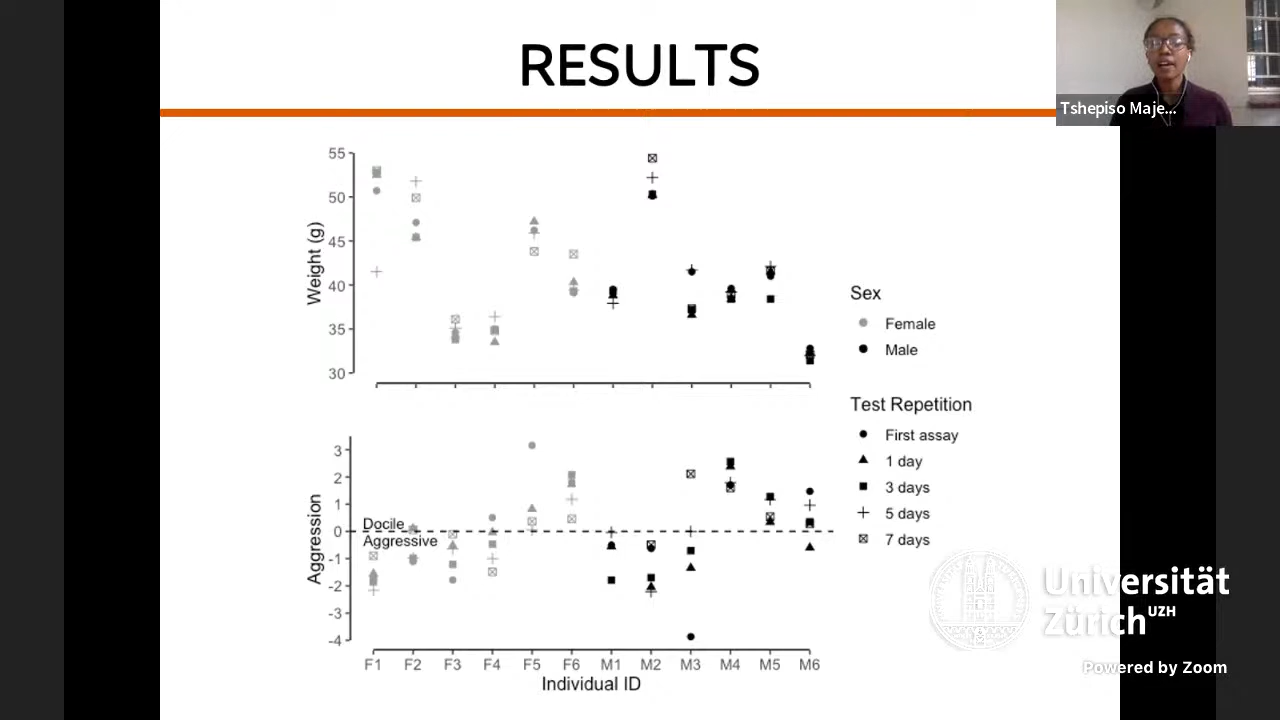 RESULTS
Tshepiso Maje...
55
50
45
40
35
30
Weight (g)
Sex
Female
Male
Test Repetition
First assay
1 day
3 days
5 days
7 days
3
2
1
0
-1
-2
-3
-4
Aggression
Docile
Aggressive
F1 F2 F3 F4 F5 F6 M1 M2 M3 M4 M5 M6
Individual ID
Universität
Zürich UZH
Powered by Zoom